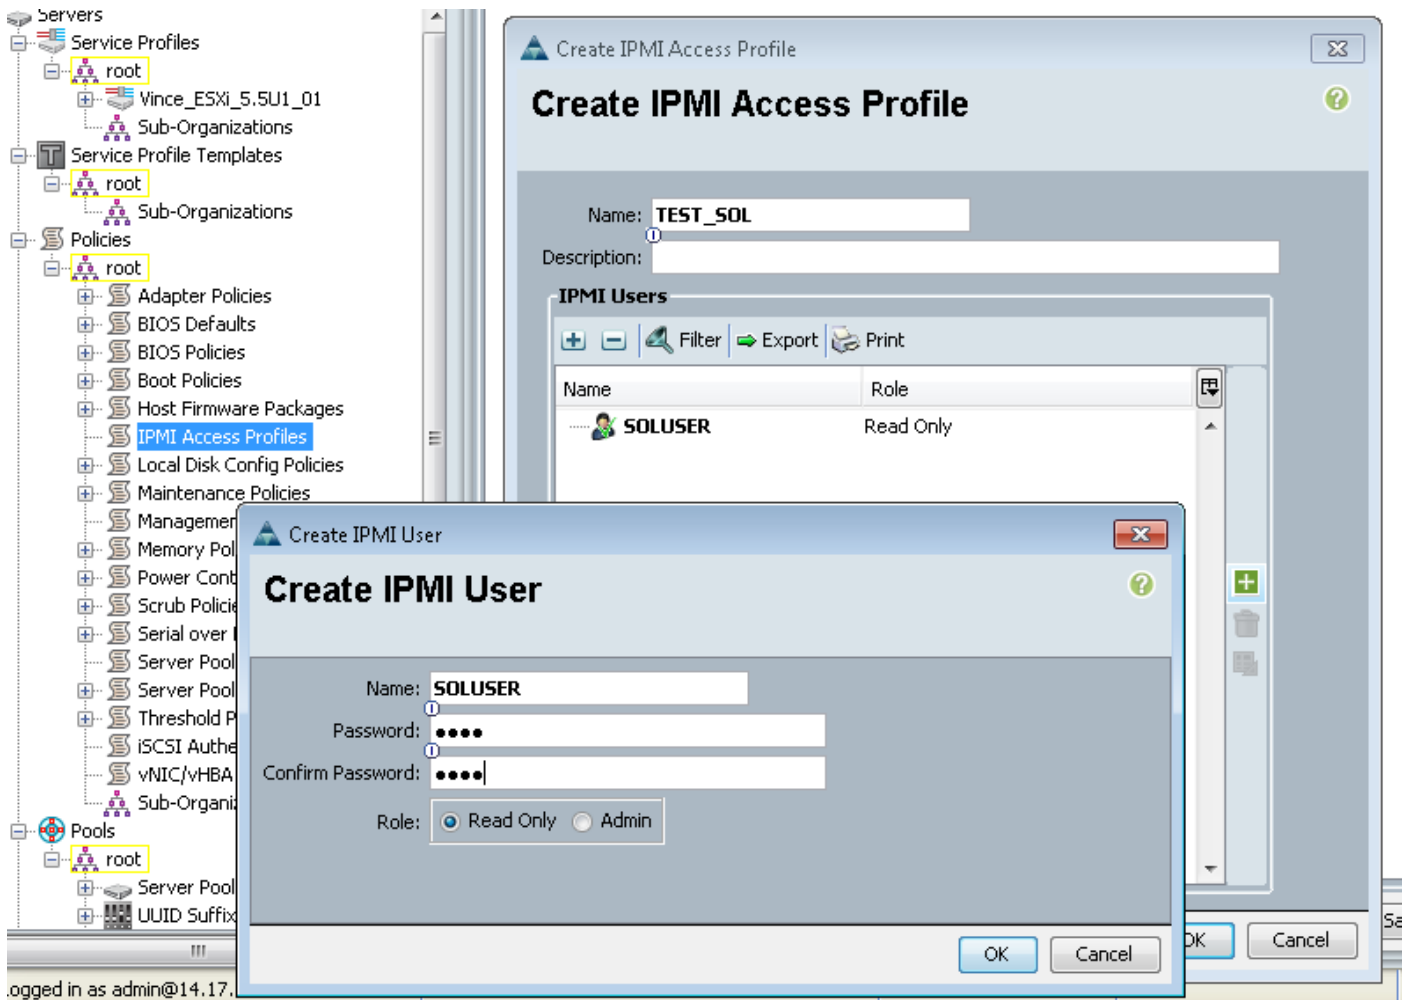 Servers
Service Profiles
root
Vince_ESXi_5.5U1_01
Sub-Organizations
Service Profile Templates
root
Sub-Organizations
Policies
root
Adapter Policies
BIOS Defaults
BIOS Policies
Boot Policies
Host Firmware Packages
IPMI Access Profiles
Local Disk Config Policies
Maintenance Policies
Managemen
Memory Pol
Power Cont
Scrub Policie
Serial over
Server Pool
Server Pool
Threshold P
iSCSI Authe
vNIC/vHBA
Sub-Organiz
Pools
root
Server Pool
UUID Suffix
ogged in as admin@14.17.
Create IPMI Access Profile
Create IPMI Access Profile
Name: TEST_SOL
Description:
IPMI Users
Filter Export Print
Name Role
SOLUSER Read Only
OK Cancel
Sa
Create IPMI User
Create IPMI User
Name: SOLUSER
Password: ••••
Confirm Password: ••••
Role: Read Only Admin
OK Cancel